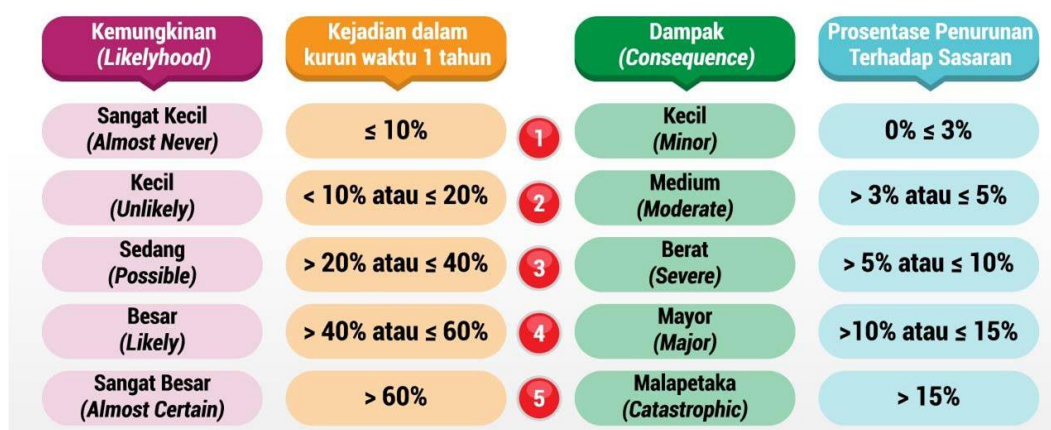 Kemungkinan
(Likelyhood)
Kejadian dalam
kurun waktu 1 tahun
Dampak
(Consequence)
Prosentase Penurunan
Terhadap Sasaran
Sangat Kecil
(Almost Never)
≤ 10%
1
Kecil
(Minor)
0% ≤ 3%
Kecil
(Unlikely)
< 10% atau ≤ 20%
2
Medium
(Moderate)
> 3% atau ≤ 5%
Sedang
(Possible)
> 20% atau ≤ 40%
3
Berat
(Severe)
> 5% atau ≤ 10%
Besar
(Likely)
> 40% atau ≤ 60%
4
Mayor
(Major)
>10% atau ≤ 15%
Sangat Besar
(Almost Certain)
> 60%
5
Malapetaka
(Catastrophic)
> 15%